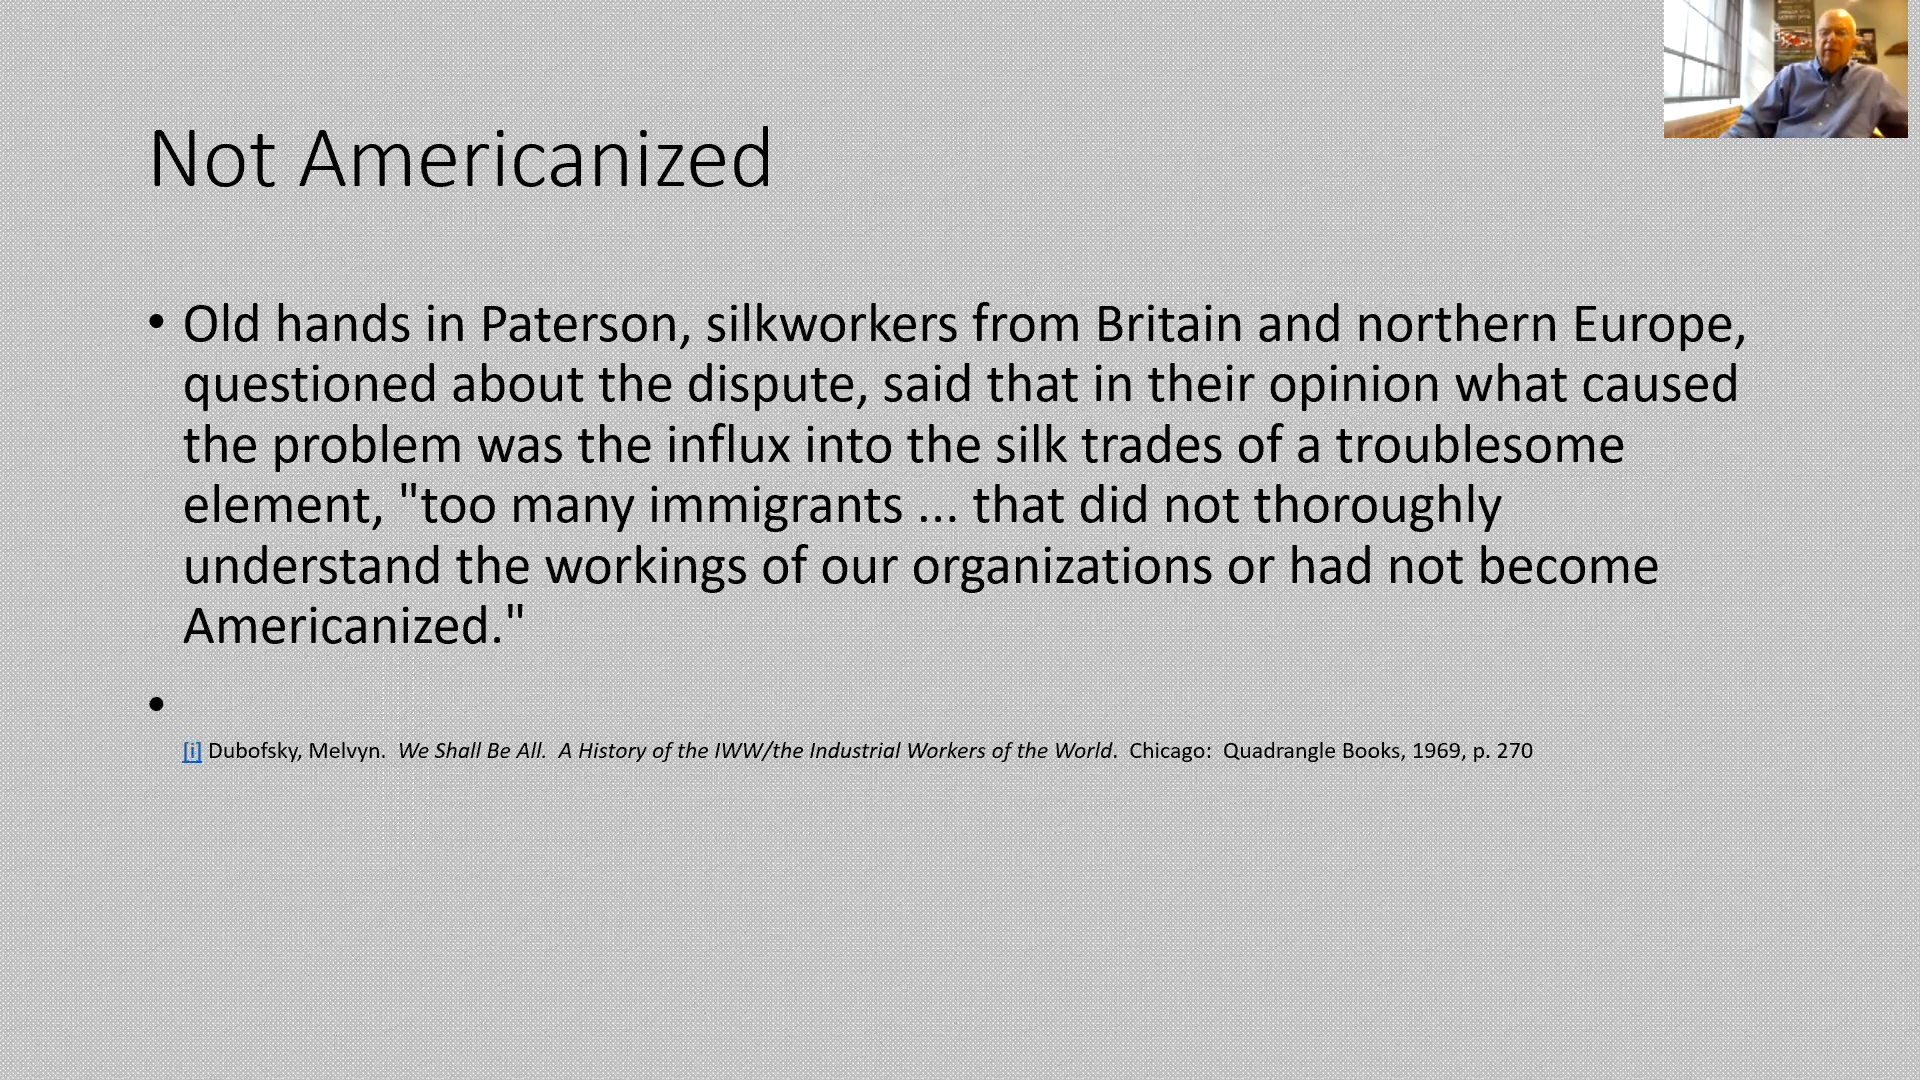 Not Americanized
• Old hands in Paterson, silkworkers from Britain and northern Europe,
questioned about the dispute, said that in their opinion what caused
the problem was the influx into the silk trades of a troublesome
element, "too many immigrants ... that did not thoroughly
understand the workings of our organizations or had not become
Americanized."
•
[i] Dubofsky, Melvyn. We Shall Be All. A History of the IWW/the Industrial Workers of the World. Chicago: Quadrangle Books, 1969, p. 270